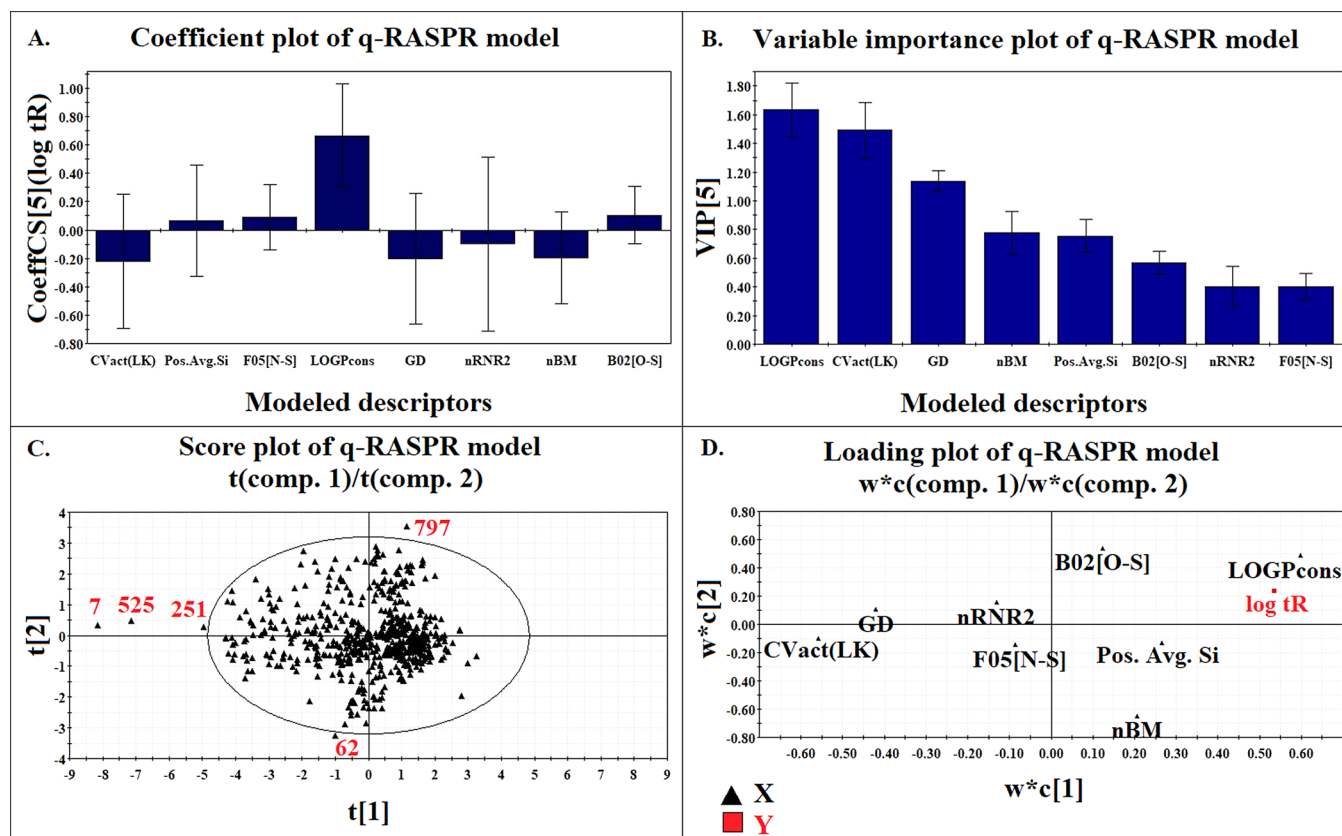 A. Coefficient plot of q-RASPR model
CoeffCS[5](log tR)
1.00
0.80
0.60
0.40
0.20
0.00
-0.20
-0.40
-0.60
-0.80
CVact(LK) Pos.Avg.Si F05[N-S] LOGPcons GD nRNR2 nBM B02[O-S]
Modeled descriptors
B. Variable importance plot of q-RASPR model
VIP[5]
1.80
1.60
1.40
1.20
1.00
0.80
0.60
0.40
0.20
0.00
LOGPcons CVact(LK) GD nBM Pos.Avg.Si B02[O-S] nRNR2 F05[N-S]
Modeled descriptors
C. Score plot of q-RASPR model
t(comp. 1)/t(comp. 2)
t[2]
4
3
2
1
0
-1
-2
-3
-4
797
7 525 251
62
-9 -8 -7 -6 -5 -4 -3 -2 -1 0 1 2 3 4 5 6 7 8 9
t[1]
D. Loading plot of q-RASPR model
w*c(comp. 1)/w*c(comp. 2)
w*c[2]
0.80
0.60
0.40
0.20
0.00
-0.20
-0.40
-0.60
-0.80
B02[O-S]
LOGPcons
log tR
nRNR2
GD
CVact(LK)
F05[N-S] Pos. Avg. Si
nBM
-0.60 -0.50 -0.40 -0.30 -0.20 -0.10 0.00 0.10 0.20 0.30 0.40 0.50 0.60
w*c[1]
X
Y